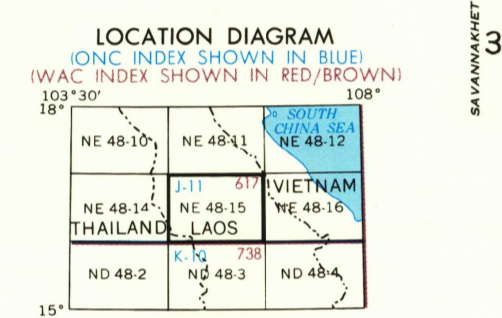 LOCATION DIAGRAM
(ONC INDEX SHOWN IN BLUE)
(WAC INDEX SHOWN IN RED/BROWN)
103°30' 108°
18°
SOUTH
CHINA SEA
NE 48-10 NE 48-11 NE 48-12
J-11 617 VIETNAM
NE 48-14 NE 48-15 NE 48-16
THAILAND LAOS
K-10 738
ND 48-2 ND 48-3 ND 48-4
15°
SAVANNAKHET
3